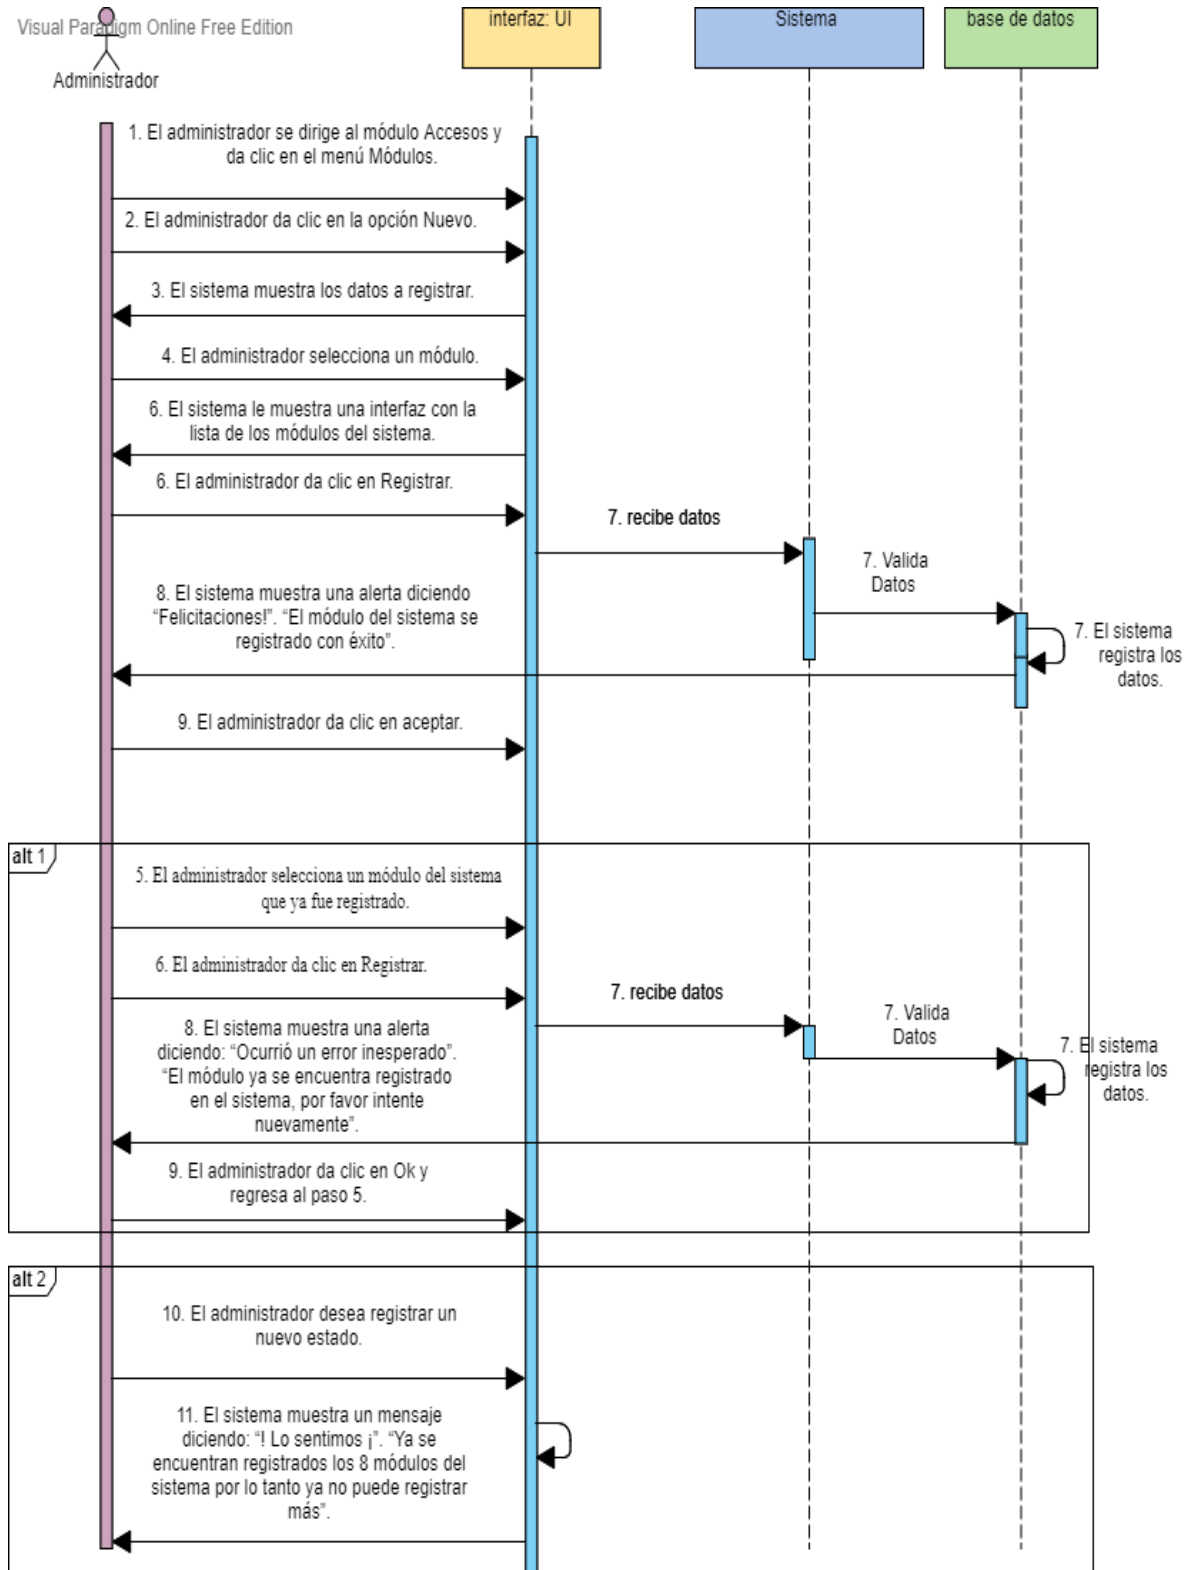 Visual Paradigm Online Free Edition
interfaz: UI
Sistema
base de datos
Administrador
1. El administrador se dirige al módulo Accesos y
da clic en el menú Módulos.
2. El administrador da clic en la opción Nuevo.
3. El sistema muestra los datos a registrar.
4. El administrador selecciona un módulo.
6. El sistema le muestra una interfaz con la
lista de los módulos del sistema.
6. El administrador da clic en Registrar.
7. recibe datos
7. Valida
Datos
8. El sistema muestra una alerta diciendo
“Felicitaciones!”. “El módulo del sistema se
registrado con éxito”.
7. El sistema
registra los
datos.
9. El administrador da clic en aceptar.
alt 1
5. El administrador selecciona un módulo del sistema
que ya fue registrado.
6. El administrador da clic en Registrar.
7. recibe datos
7. Valida
Datos
8. El sistema muestra una alerta
diciendo: “Ocurrió un error inesperado”.
“El módulo ya se encuentra registrado
en el sistema, por favor intente
nuevamente”.
7. El sistema
registra los
datos.
9. El administrador da clic en Ok y
regresa al paso 5.
alt 2
10. El administrador desea registrar un
nuevo estado.
11. El sistema muestra un mensaje
diciendo: “! Lo sentimos ¡”. “Ya se
encuentran registrados los 8 módulos del
sistema por lo tanto ya no puede registrar
más”.